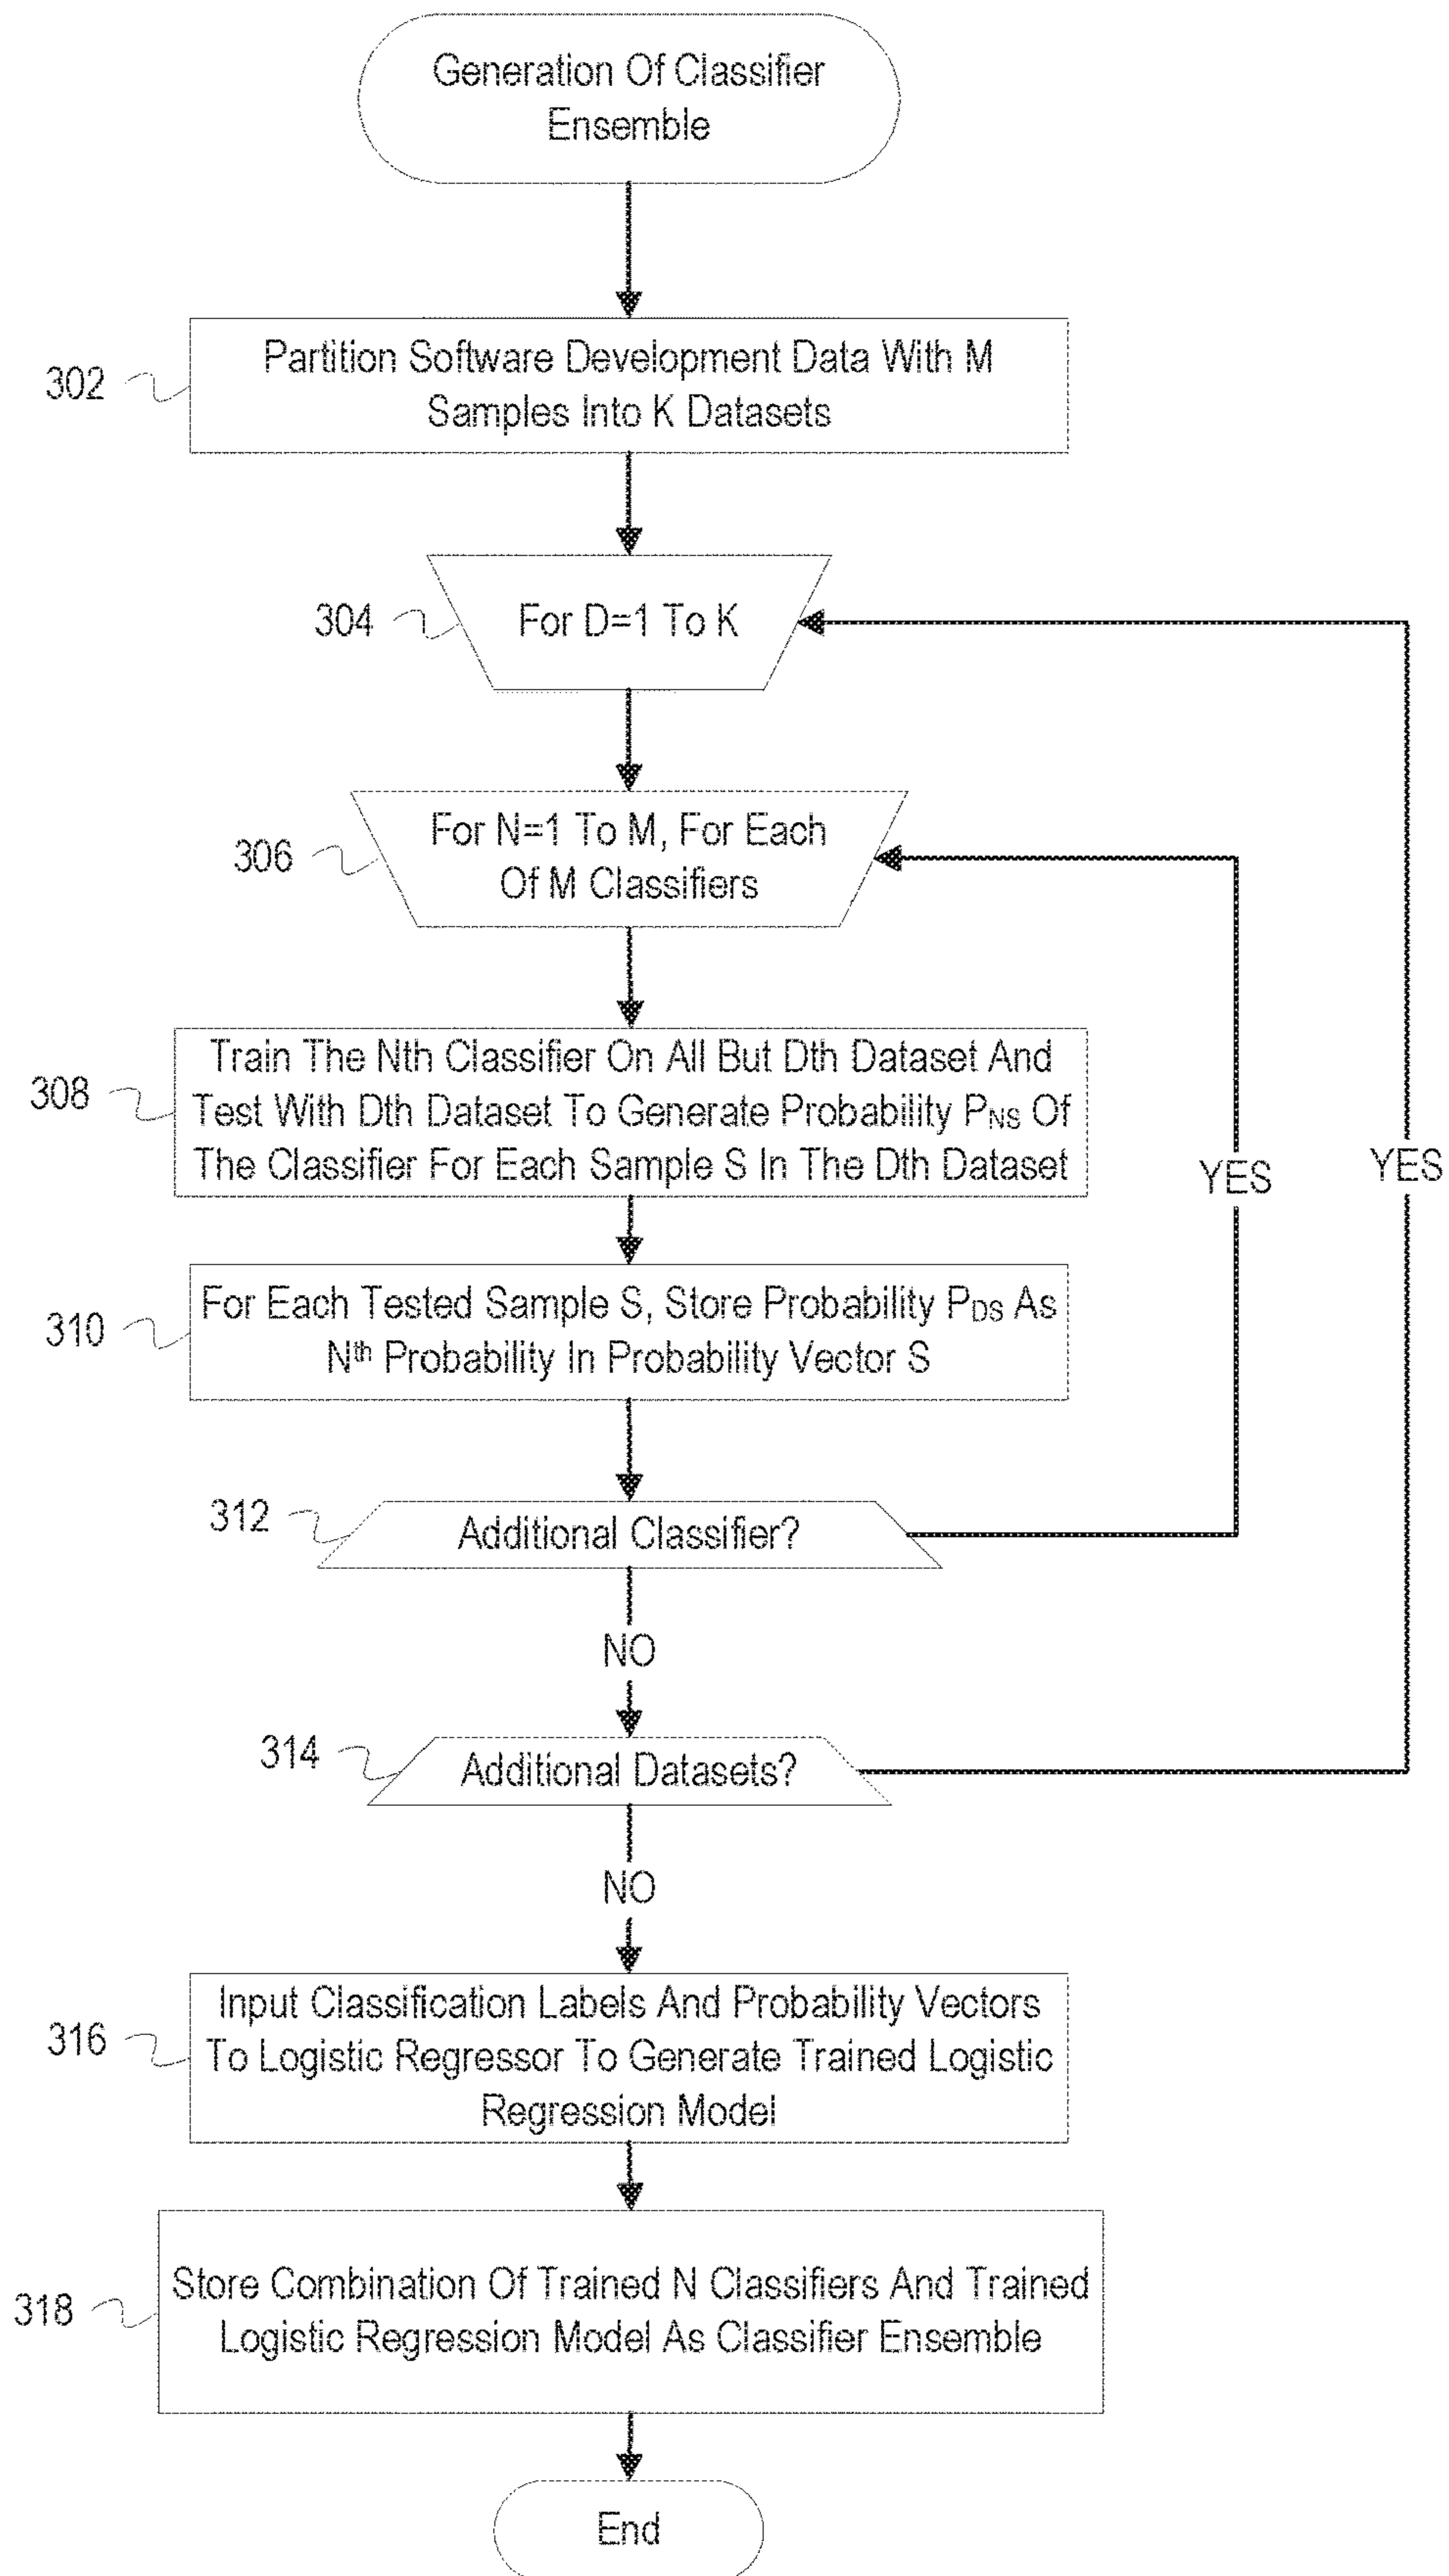 Generation Of Classifier
Ensemble
302
Partition Software Development Data With M
Samples Into K Datasets
304
For D=1 To K
306
For N=1 To M, For Each
Of M Classifiers
308
Train The Nth Classifier On All But Dth Dataset And
Test With Dth Dataset To Generate Probability PNS Of
The Classifier For Each Sample S In The Dth Dataset
YES
YES
310
For Each Tested Sample S, Store Probability PDS As
Nth Probability In Probability Vector S
312
Additional Classifier?
NO
314
Additional Datasets?
NO
316
Input Classification Labels And Probability Vectors
To Logistic Regressor To Generate Trained Logistic
Regression Model
318
Store Combination Of Trained N Classifiers And Trained
Logistic Regression Model As Classifier Ensemble
End